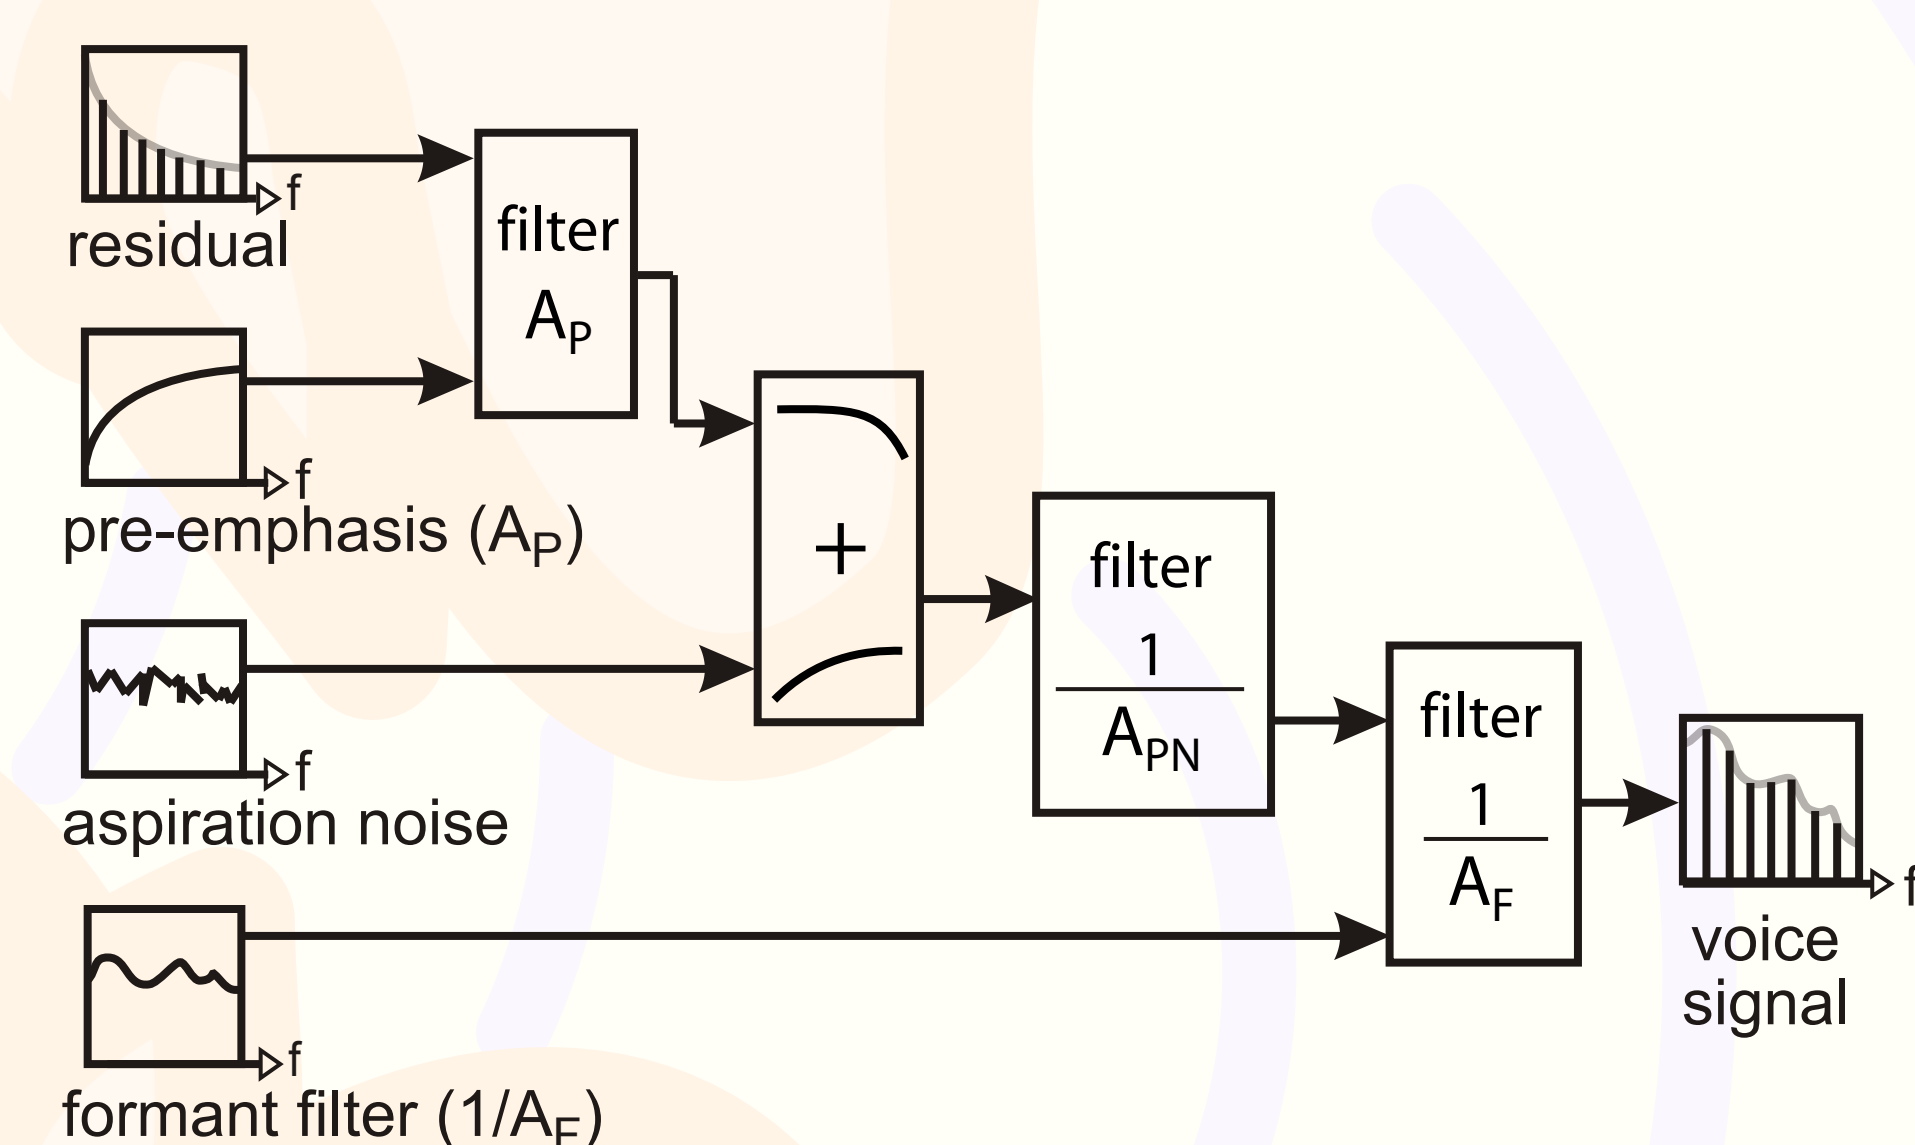 f
residual
filter
A_P
f
pre-emphasis (A_P)
+
f
aspiration noise
filter
1
A_PN
filter
1
A_F
f
voice
signal
f
formant filter (1/A_F)